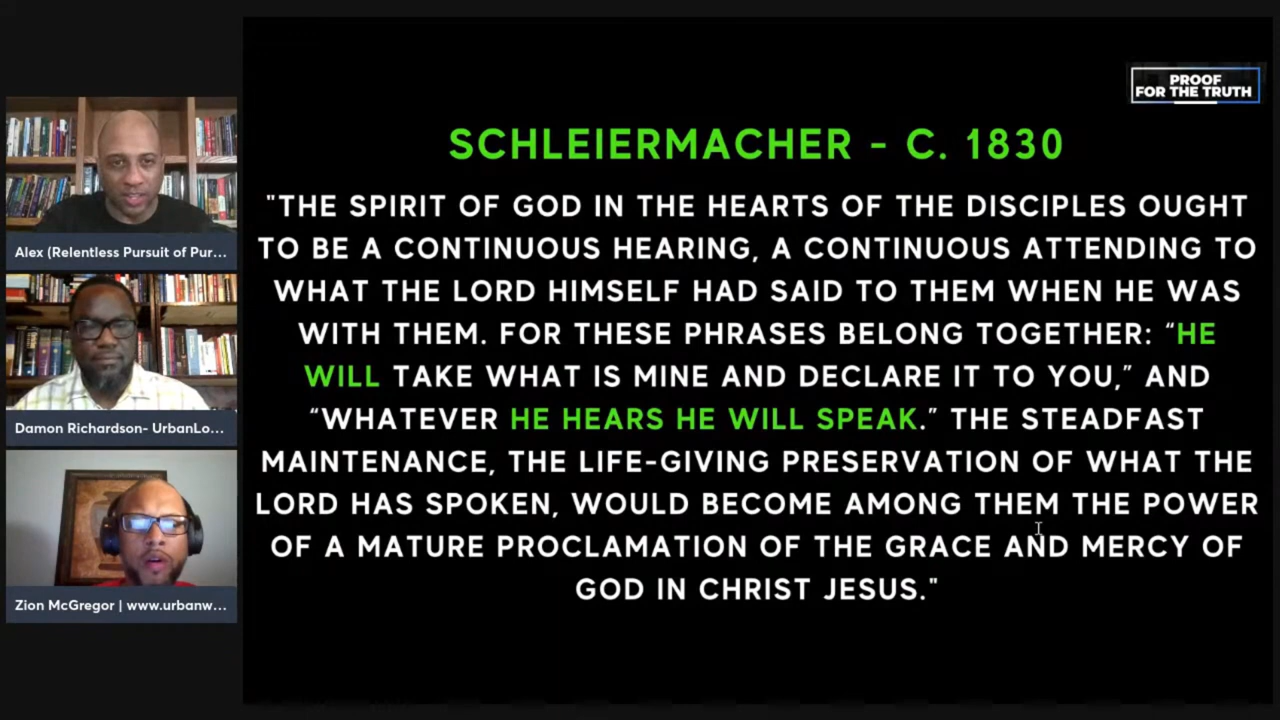 PROOF
FOR THE TRUTH
SCHLEIERMACHER - C. 1830
"THE SPIRIT OF GOD IN THE HEARTS OF THE DISCIPLES OUGHT
TO BE A CONTINUOUS HEARING, A CONTINUOUS ATTENDING TO
WHAT THE LORD HIMSELF HAD SAID TO THEM WHEN HE WAS
WITH THEM. FOR THESE PHRASES BELONG TOGETHER: “HE
WILL TAKE WHAT IS MINE AND DECLARE IT TO YOU,” AND
“WHATEVER HE HEARS HE WILL SPEAK.” THE STEADFAST
MAINTENANCE, THE LIFE-GIVING PRESERVATION OF WHAT THE
LORD HAS SPOKEN, WOULD BECOME AMONG THEM THE POWER
OF A MATURE PROCLAMATION OF THE GRACE AND MERCY OF
GOD IN CHRIST JESUS."
Alex (Relentless Pursuit of Pur...
Damon Richardson- UrbanLo...
Zion McGregor | www.urbanw...